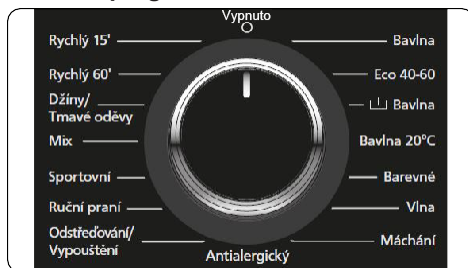 Vypnuto
Rychlý 15'
Rychlý 60'
Džíny/
Tmavé oděvy
Mix
Sportovní
Ruční praní
Odstřeďování/
Vypouštění
Antialergický
Bavlna
Eco 40-60
Bavlna
Bavlna 20°C
Barevné
Vlna
Máchání